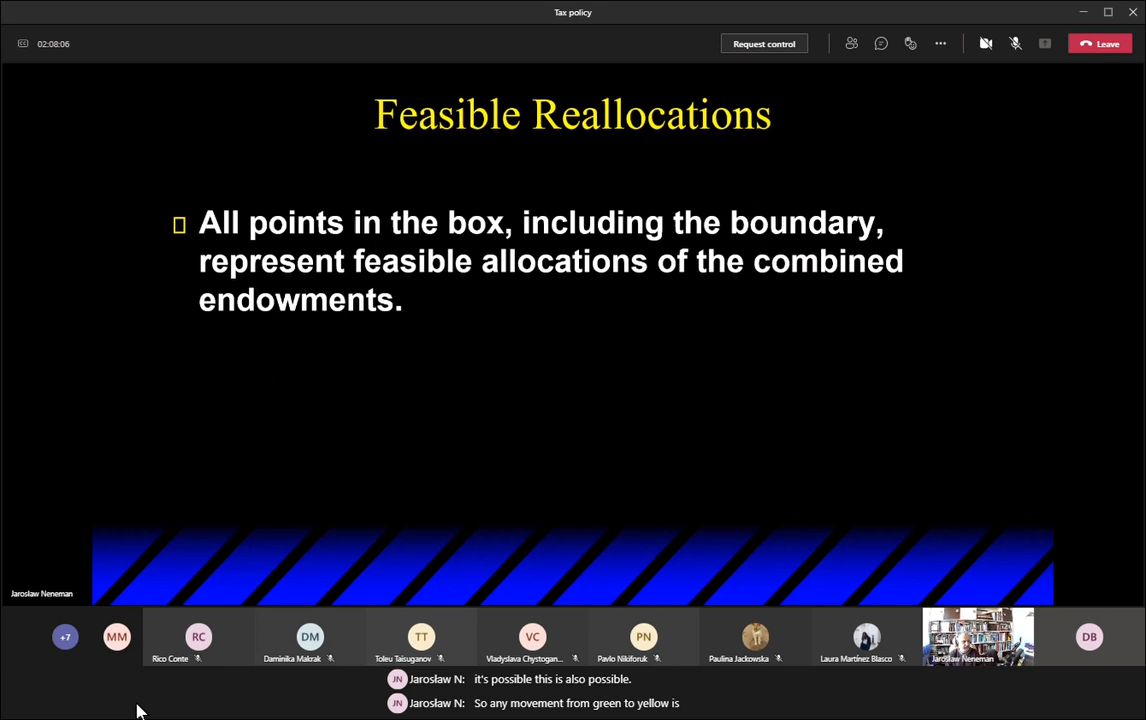 Tax policy
02:08:06
Request control
Leave
Feasible Reallocations
All points in the box, including the boundary,
represent feasible allocations of the combined
endowments.
Jarosław Neneman
+7
MM
RC
Rico Conte
DM
Daminika Makrak
TT
Toleu Taisuganov
VC
Vladyslava Chystogan...
PN
Pavlo Nikiforuk
Paulina Jackowska
Laura Martínez Blasco
Jarosław Neneman
DB
JN Jarosław N: it's possible this is also possible.
JN Jarosław N: So any movement from green to yellow is